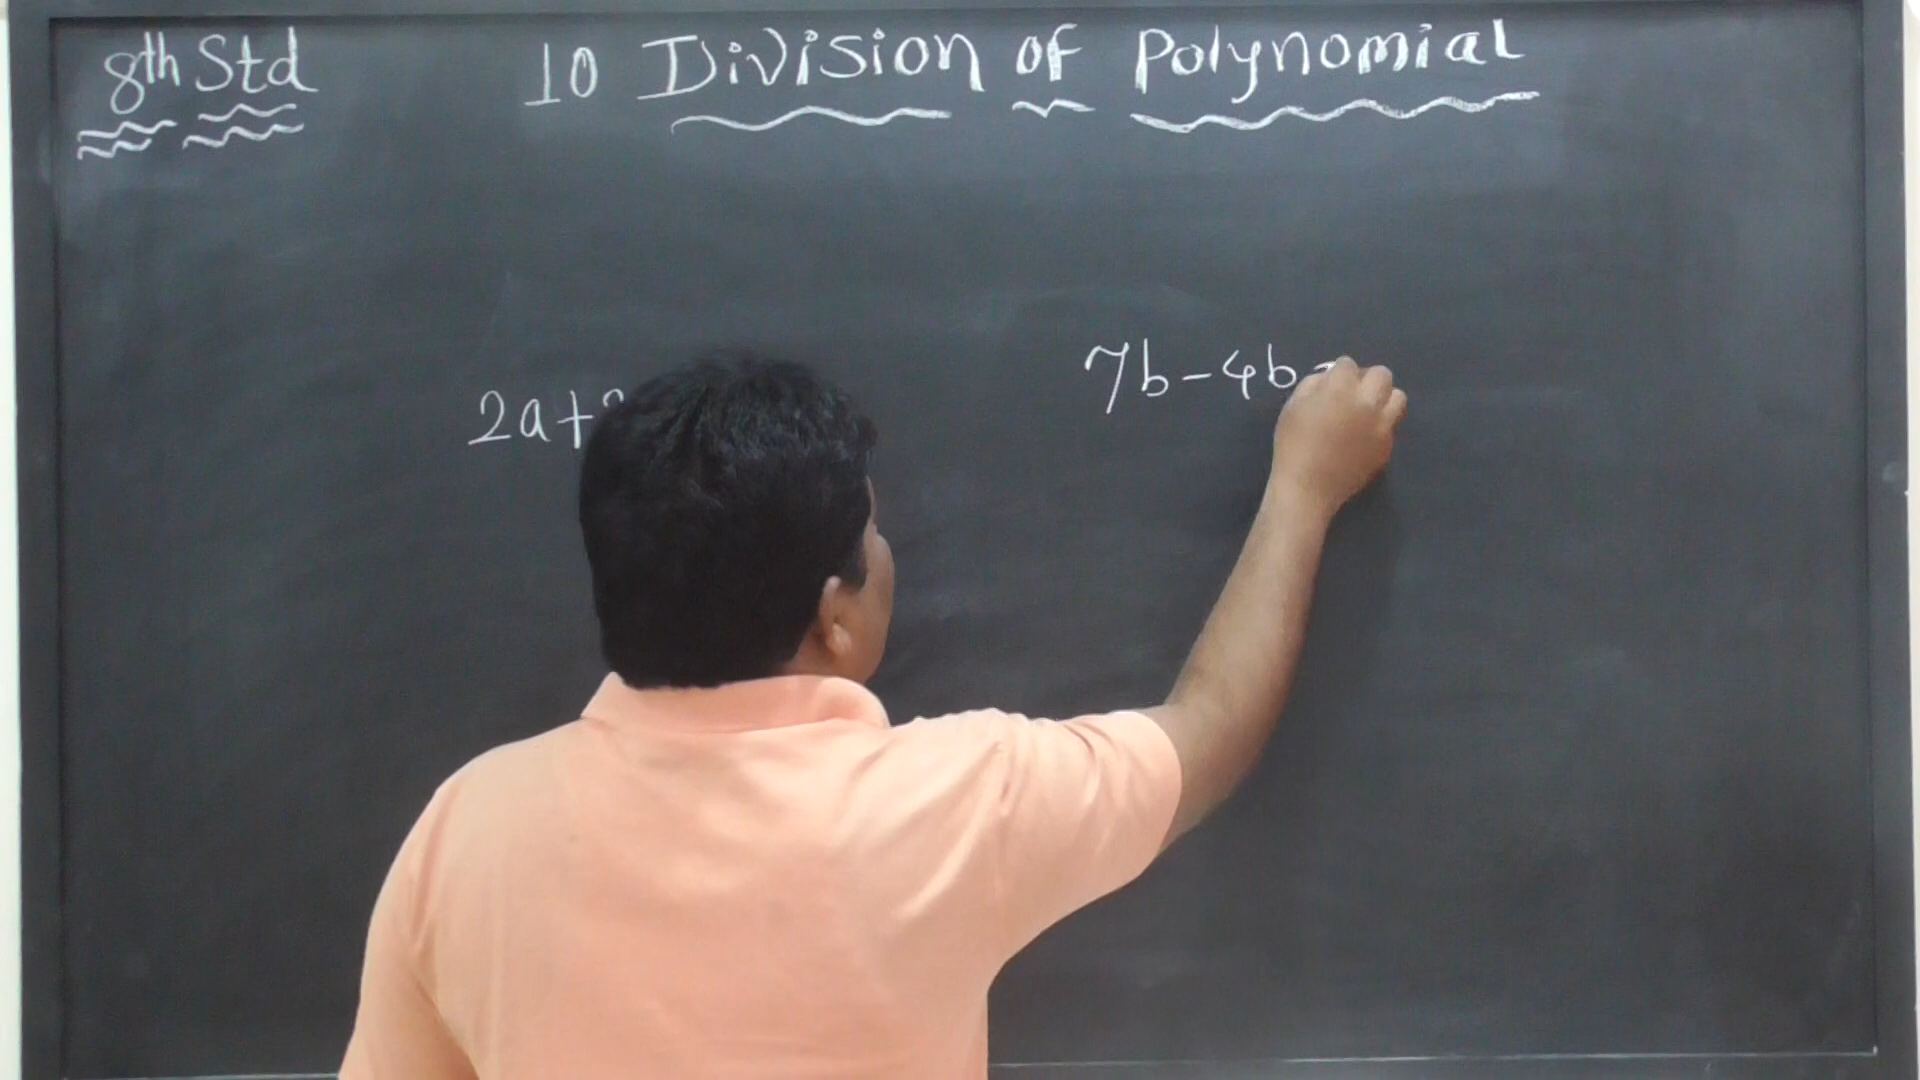 8th Std 10 Division of Polynomial
2a+ 7b-4b